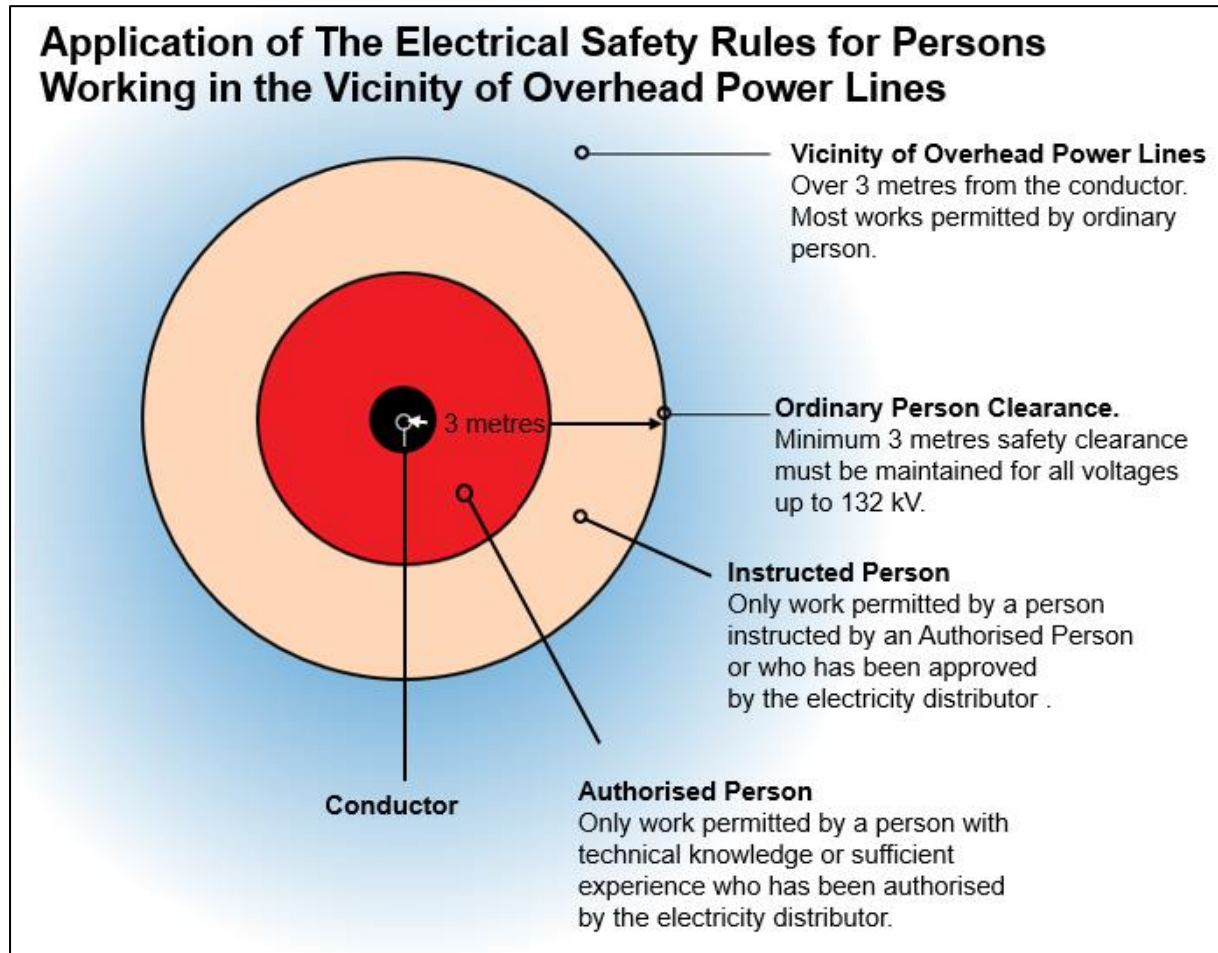 Application of The Electrical Safety Rules for Persons
Working in the Vicinity of Overhead Power Lines
Vicinity of Overhead Power Lines
Over 3 metres from the conductor.
Most works permitted by ordinary
person.
3 metres
Ordinary Person Clearance.
Minimum 3 metres safety clearance
must be maintained for all voltages
up to 132 kV.
Instructed Person
Only work permitted by a person
instructed by an Authorised Person
or who has been approved
by the electricity distributor .
Conductor
Authorised Person
Only work permitted by a person with
technical knowledge or sufficient
experience who has been authorised
by the electricity distributor.